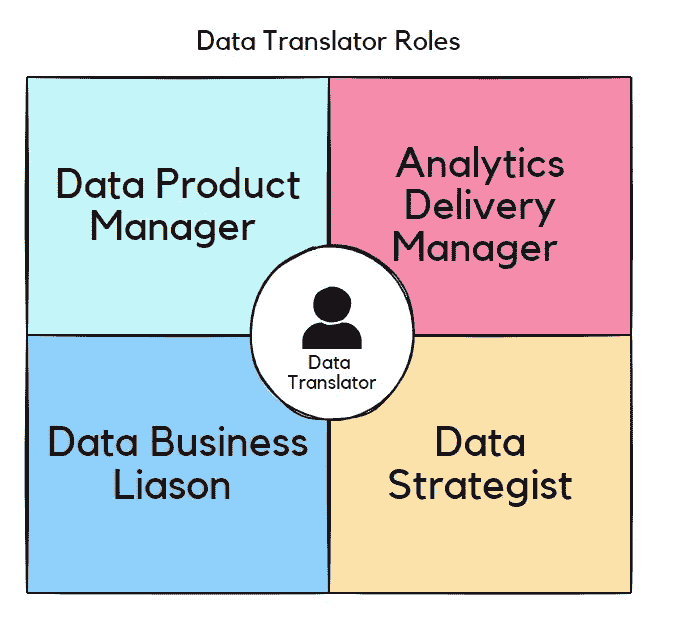 Data Translator Roles
Data Product
Manager
Analytics
Delivery
Manager
Data
Translator
Data Business
Liason
Data
Strategist